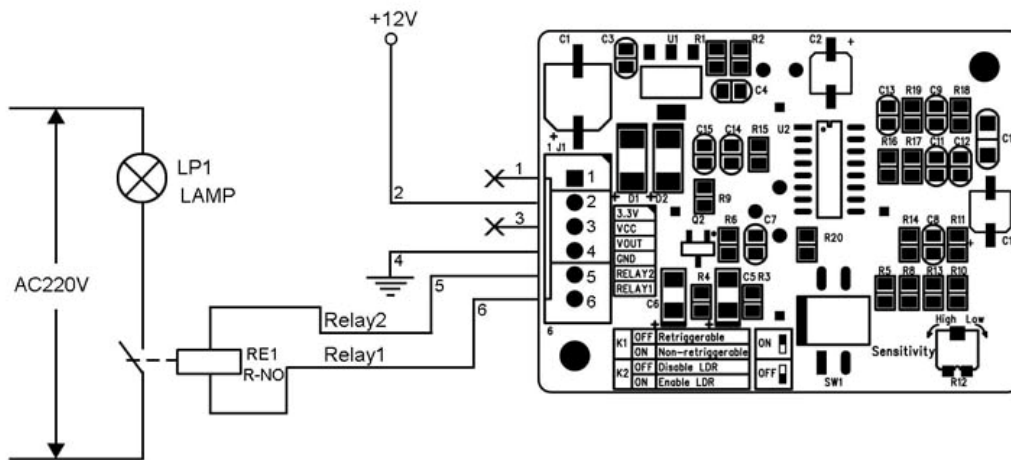 +12V
C1
C3
U1
R1
R2
C2
+
C4
C13
R19
C9
R18
C15
C14
R15
U2
C1
R16
R17
C11
C12
LP1
LAMP
AC220V
1
2
3
4
5
6
+
1 J1
1
2
3
4
5
6
6
+ D1
+ D2
R9
3.3V
VCC
VOUT
GND
RELAY2
RELAY1
Q2
R6
C7
R20
R14
C8
R11
+
C1
C6
+
R4
+
C5
R3
R5
R8
R13
R10
Relay2
Relay1
RE1
R-NO
K1 OFF Retriggerable
ON Non-retriggerable
K2 OFF Disable LDR
ON Enable LDR
ON
OFF
SW1
High Low
Sensitivity
R12